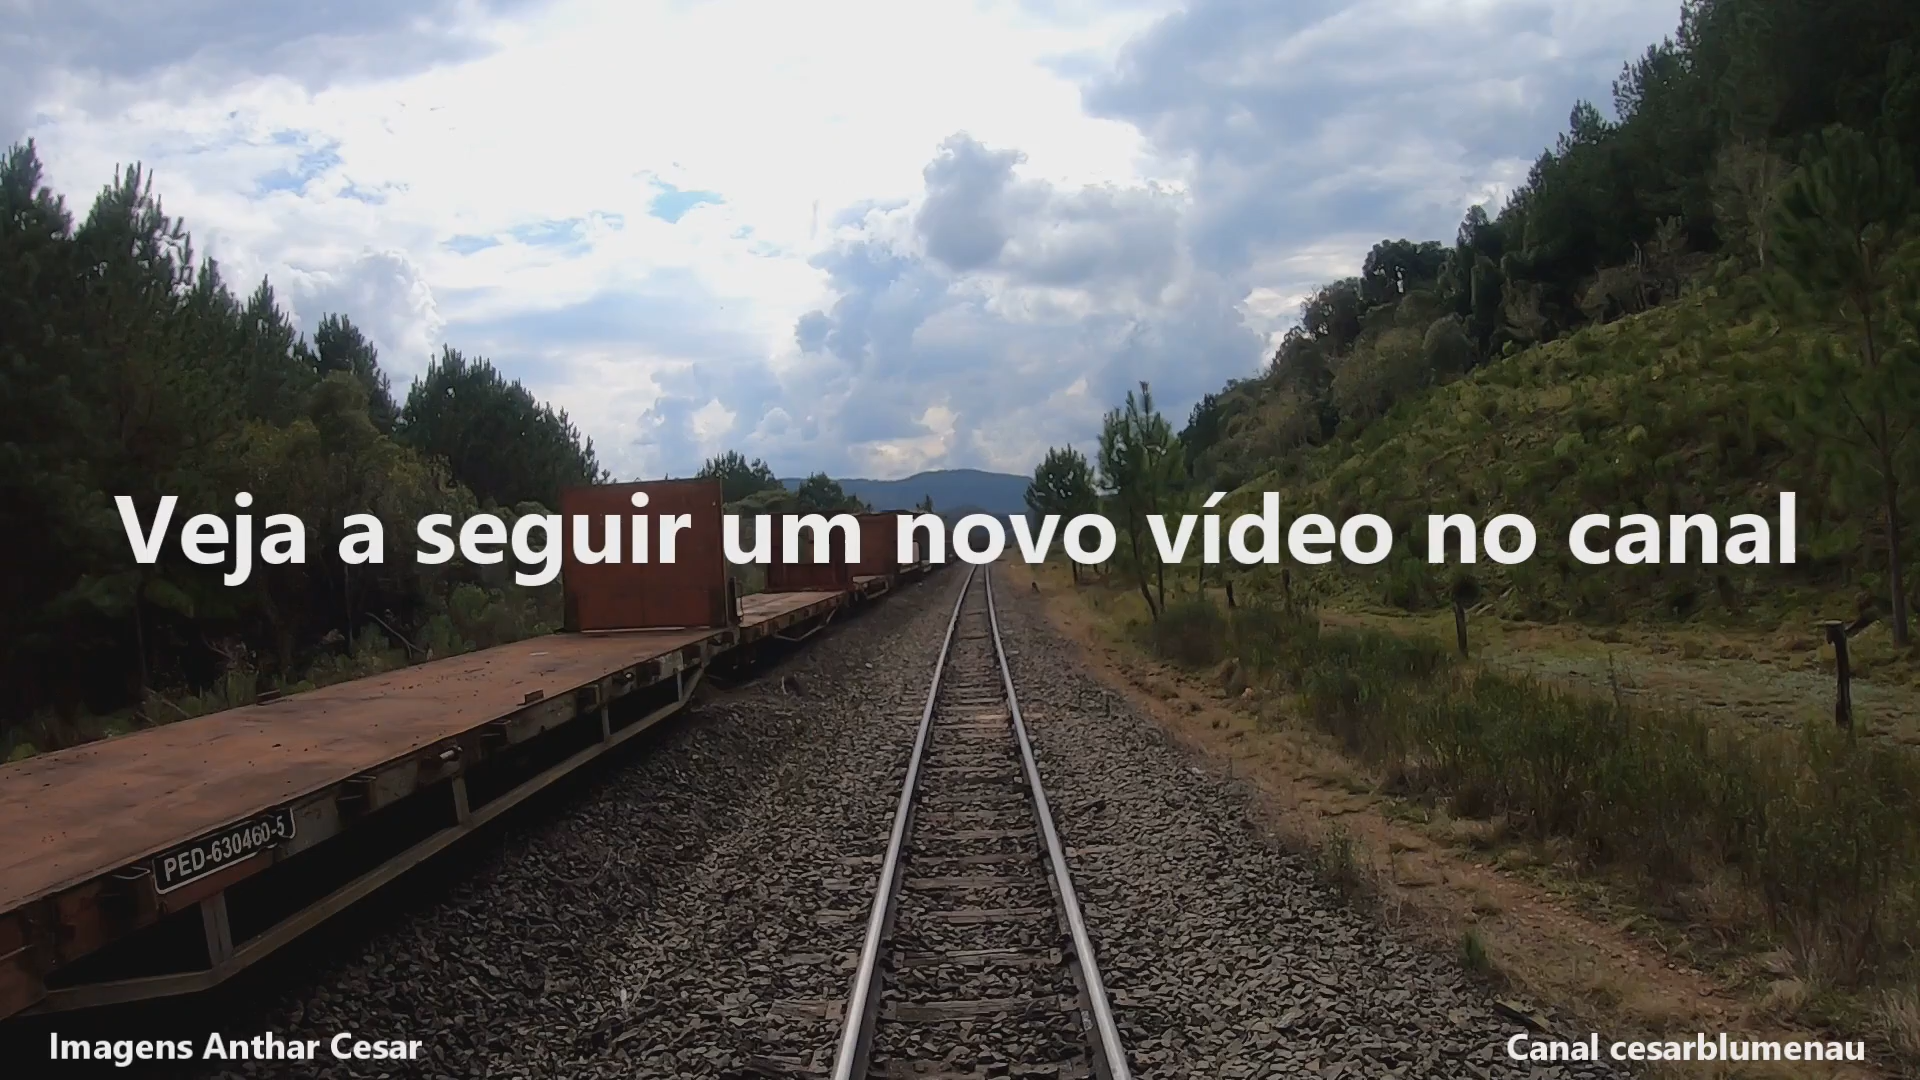 Veja a seguir um novo vídeo no canal
PED-630460-5
Imagens Anthar Cesar
Canal cesarblumenau